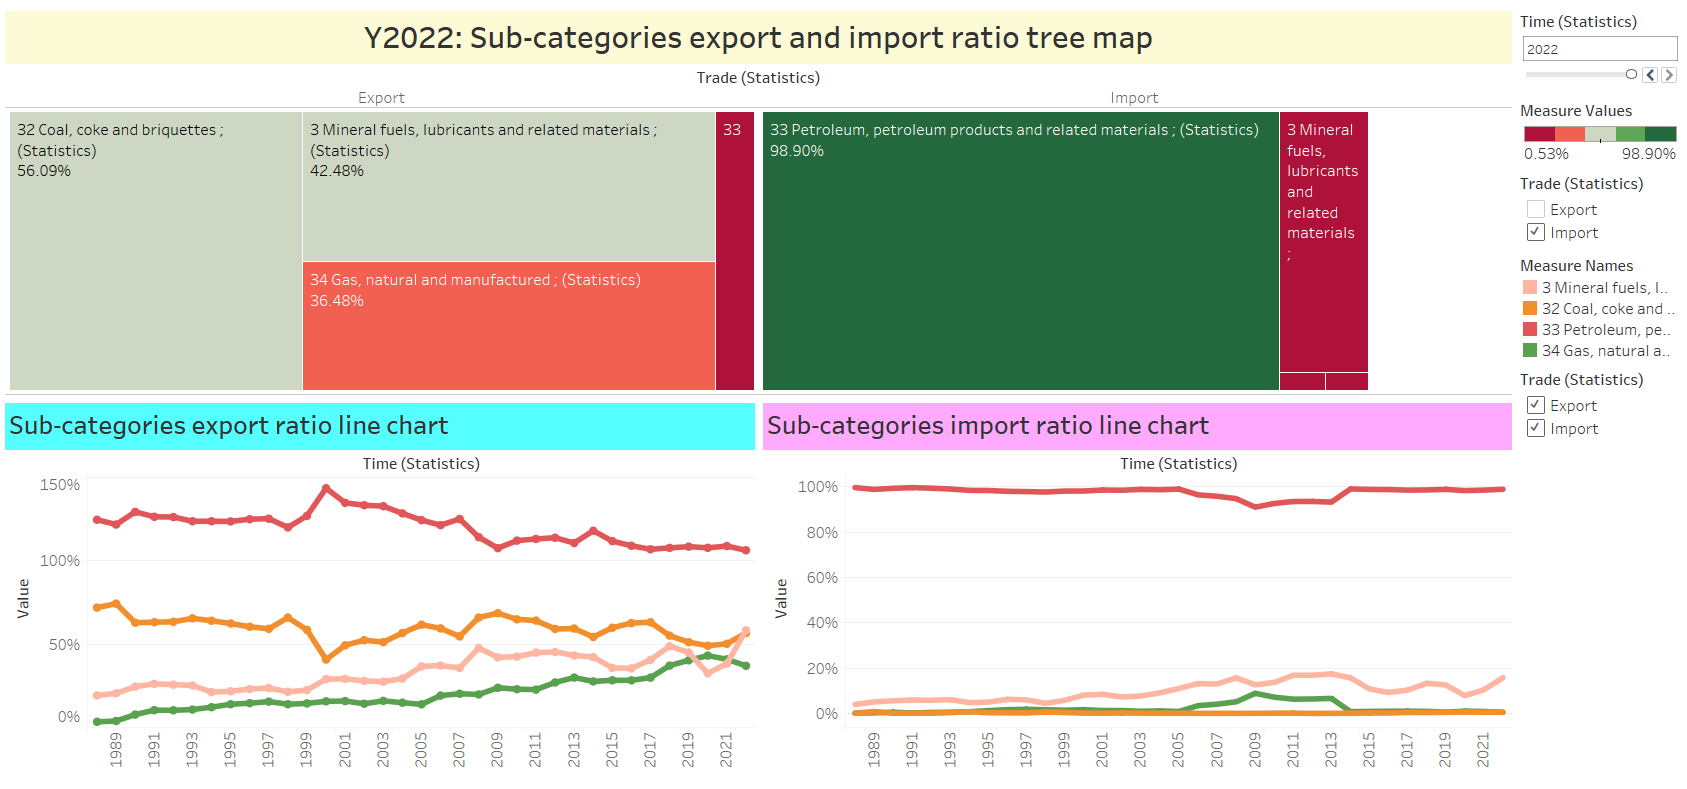 Y2022: Sub-categories export and import ratio tree map
Trade (Statistics)
Export
Import
32 Coal, coke and briquettes ;
(Statistics)
56.09%
3 Mineral fuels, lubricants and related materials ;
(Statistics)
42.48%
34 Gas, natural and manufactured ; (Statistics)
36.48%
33
33 Petroleum, petroleum products and related materials ; (Statistics)
98.90%
3 Mineral
fuels,
lubricants
and
related
materials
;
Time (Statistics)
2022
Measure Values
0.53%
98.90%
Trade (Statistics)
Export
Import
Measure Names
3 Mineral fuels, l..
32 Coal, coke and ..
33 Petroleum, pe..
34 Gas, natural a..
Trade (Statistics)
Export
Import
Sub-categories export ratio line chart
Time (Statistics)
Value
150%
100%
50%
0%
1989
1991
1993
1995
1997
1999
2001
2003
2005
2007
2009
2011
2013
2015
2017
2019
2021
Sub-categories import ratio line chart
Time (Statistics)
Value
100%
80%
60%
40%
20%
0%
1989
1991
1993
1995
1997
1999
2001
2003
2005
2007
2009
2011
2013
2015
2017
2019
2021